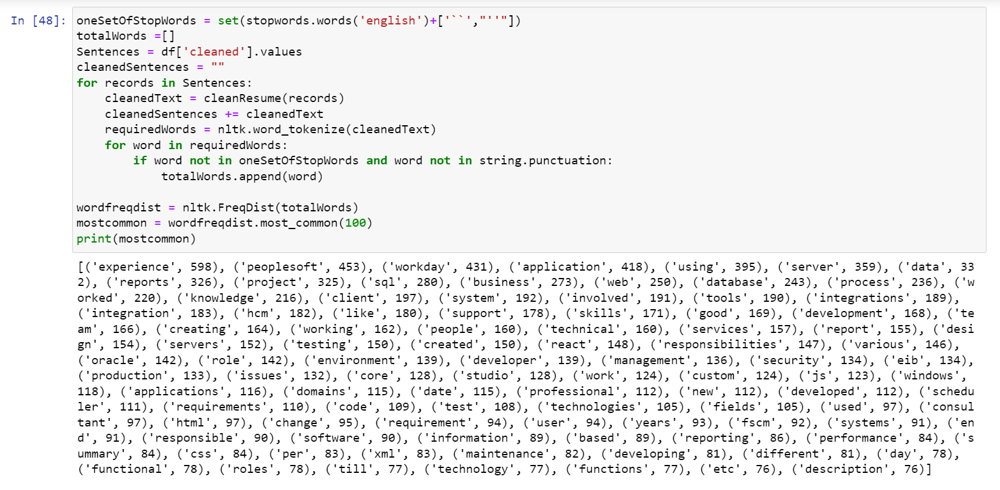 In [48]: oneSetOfStopWords = set(stopwords.words('english')+['``',"''"])
totalWords =[]
Sentences = df['cleaned'].values
cleanedSentences = ""
for records in Sentences:
    cleanedText = cleanResume(records)
    cleanedSentences += cleanedText
    requiredWords = nltk.word_tokenize(cleanedText)
    for word in requiredWords:
        if word not in oneSetOfStopWords and word not in string.punctuation:
            totalWords.append(word)

wordfreqdist = nltk.FreqDist(totalWords)
mostcommon = wordfreqdist.most_common(100)
print(mostcommon)
[('experience', 598), ('peoplesoft', 453), ('workday', 431), ('application', 418), ('using', 395), ('server', 359), ('data', 33
2), ('reports', 326), ('project', 325), ('sql', 280), ('business', 273), ('web', 250), ('database', 243), ('process', 236), ('w
orked', 220), ('knowledge', 216), ('client', 197), ('system', 192), ('involved', 191), ('tools', 190), ('integrations', 189),
('integration', 183), ('hcm', 182), ('like', 180), ('support', 178), ('skills', 171), ('good', 169), ('development', 168), ('te
am', 166), ('creating', 164), ('working', 162), ('people', 160), ('technical', 160), ('services', 157), ('report', 155), ('desi
gn', 154), ('servers', 152), ('testing', 150), ('created', 150), ('react', 148), ('responsibilities', 147), ('various', 146),
('oracle', 142), ('role', 142), ('environment', 139), ('developer', 139), ('management', 136), ('security', 134), ('eib', 134),
('production', 133), ('issues', 132), ('core', 128), ('studio', 128), ('work', 124), ('custom', 124), ('js', 123), ('windows',
118), ('applications', 116), ('domains', 115), ('date', 115), ('professional', 112), ('new', 112), ('developed', 112), ('schedu
ler', 111), ('requirements', 110), ('code', 109), ('test', 108), ('technologies', 105), ('fields', 105), ('used', 97), ('consul
tant', 97), ('html', 97), ('change', 95), ('requirement', 94), ('user', 94), ('years', 93), ('fscm', 92), ('systems', 91), ('en
d', 91), ('responsible', 90), ('software', 90), ('information', 89), ('based', 89), ('reporting', 86), ('performance', 84), ('s
ummary', 84), ('css', 84), ('per', 83), ('xml', 83), ('maintenance', 82), ('developing', 81), ('different', 81), ('day', 78),
('functional', 78), ('roles', 78), ('till', 77), ('technology', 77), ('functions', 77), ('etc', 76), ('description', 76)]